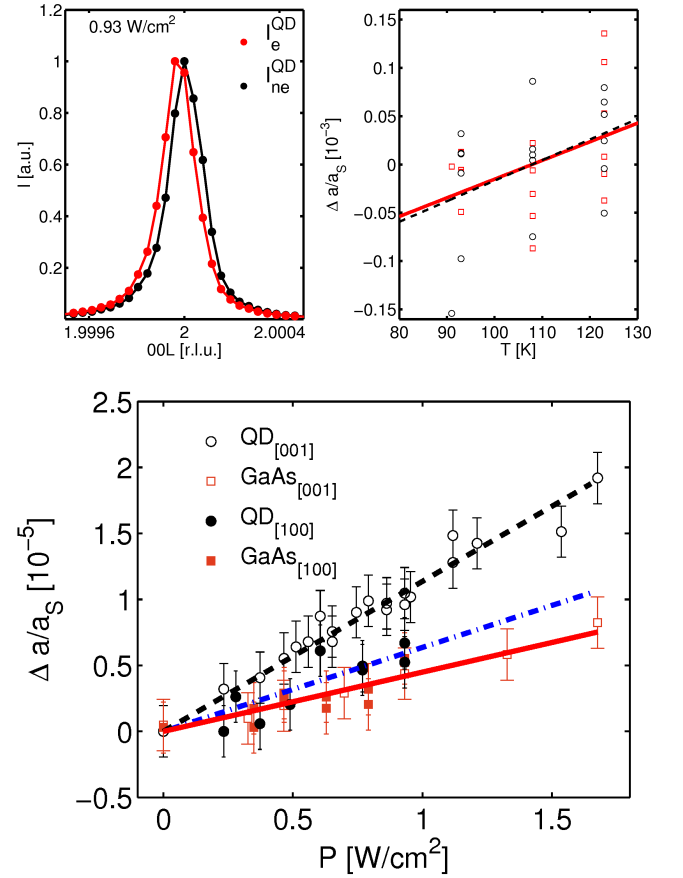 0.93 W/cm²
I_e^QD
I_ne^QD
1
0.8
0.6
0.4
0.2
I [a.u.]
1.9996 2 2.0004
00L [r.l.u.]
0.15
0.1
0.05
0
−0.05
−0.1
−0.15
Δ a/a_S [10⁻³]
80 90 100 110 120 130
T [K]
2.5
2
1.5
1
0.5
0
−0.5
Δ a/a_S [10⁻⁵]
QD_[001]
GaAs_[001]
QD_[100]
GaAs_[100]
0 0.5 1 1.5
P [W/cm²]